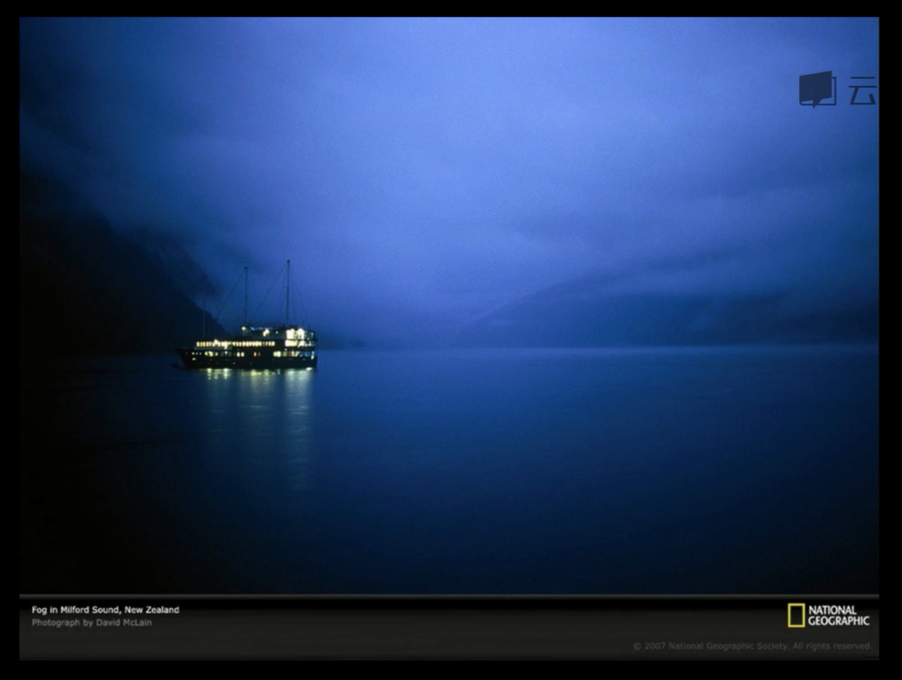 云
Fog in Milford Sound, New Zealand
Photograph by David McLain
NATIONAL
GEOGRAPHIC
© 2007 National Geographic Society. All rights reserved.